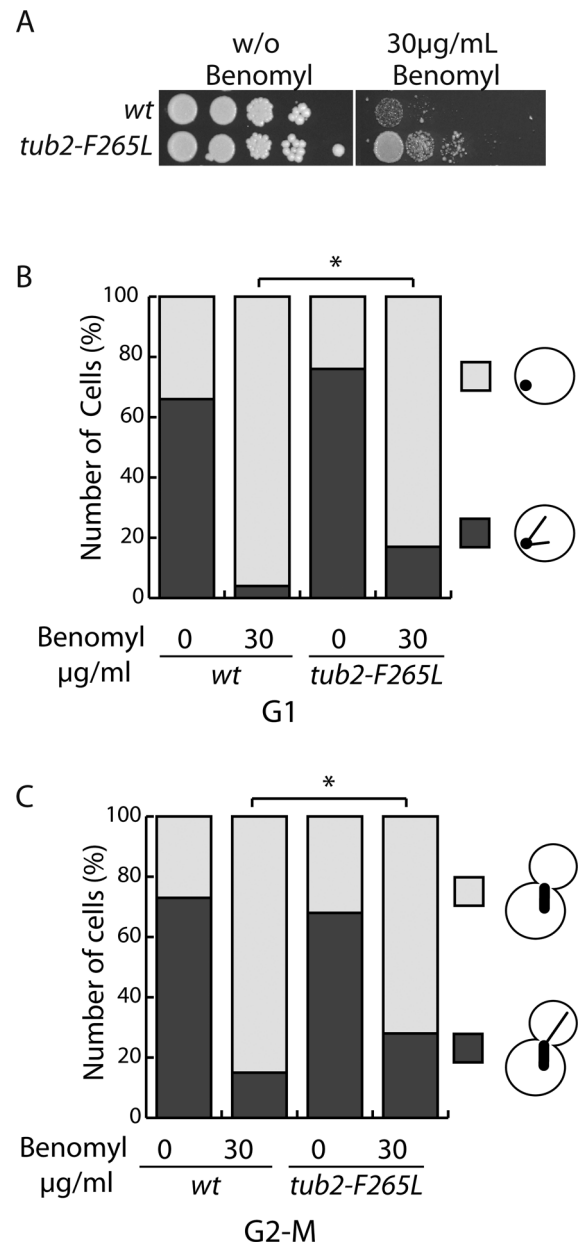 A
w/o
Benomyl
30µg/mL
Benomyl
wt
tub2-F265L
B
*
Number of Cells (%)
100
80
60
40
20
0
Benomyl
µg/ml
0 30 0 30
wt tub2-F265L
G1
C
*
Number of cells (%)
100
80
60
40
20
0
Benomyl
µg/ml
0 30 0 30
wt tub2-F265L
G2-M